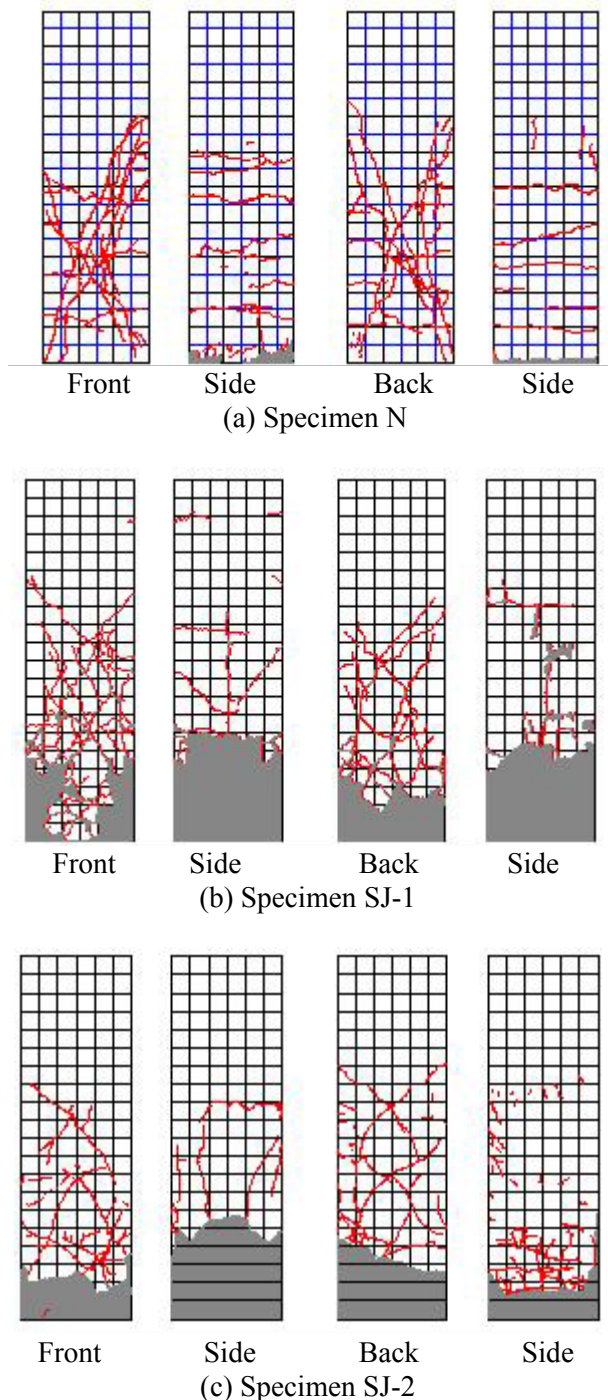 Front Side Back Side
(a) Specimen N
Front Side Back Side
(b) Specimen SJ-1
Front Side Back Side
(c) Specimen SJ-2